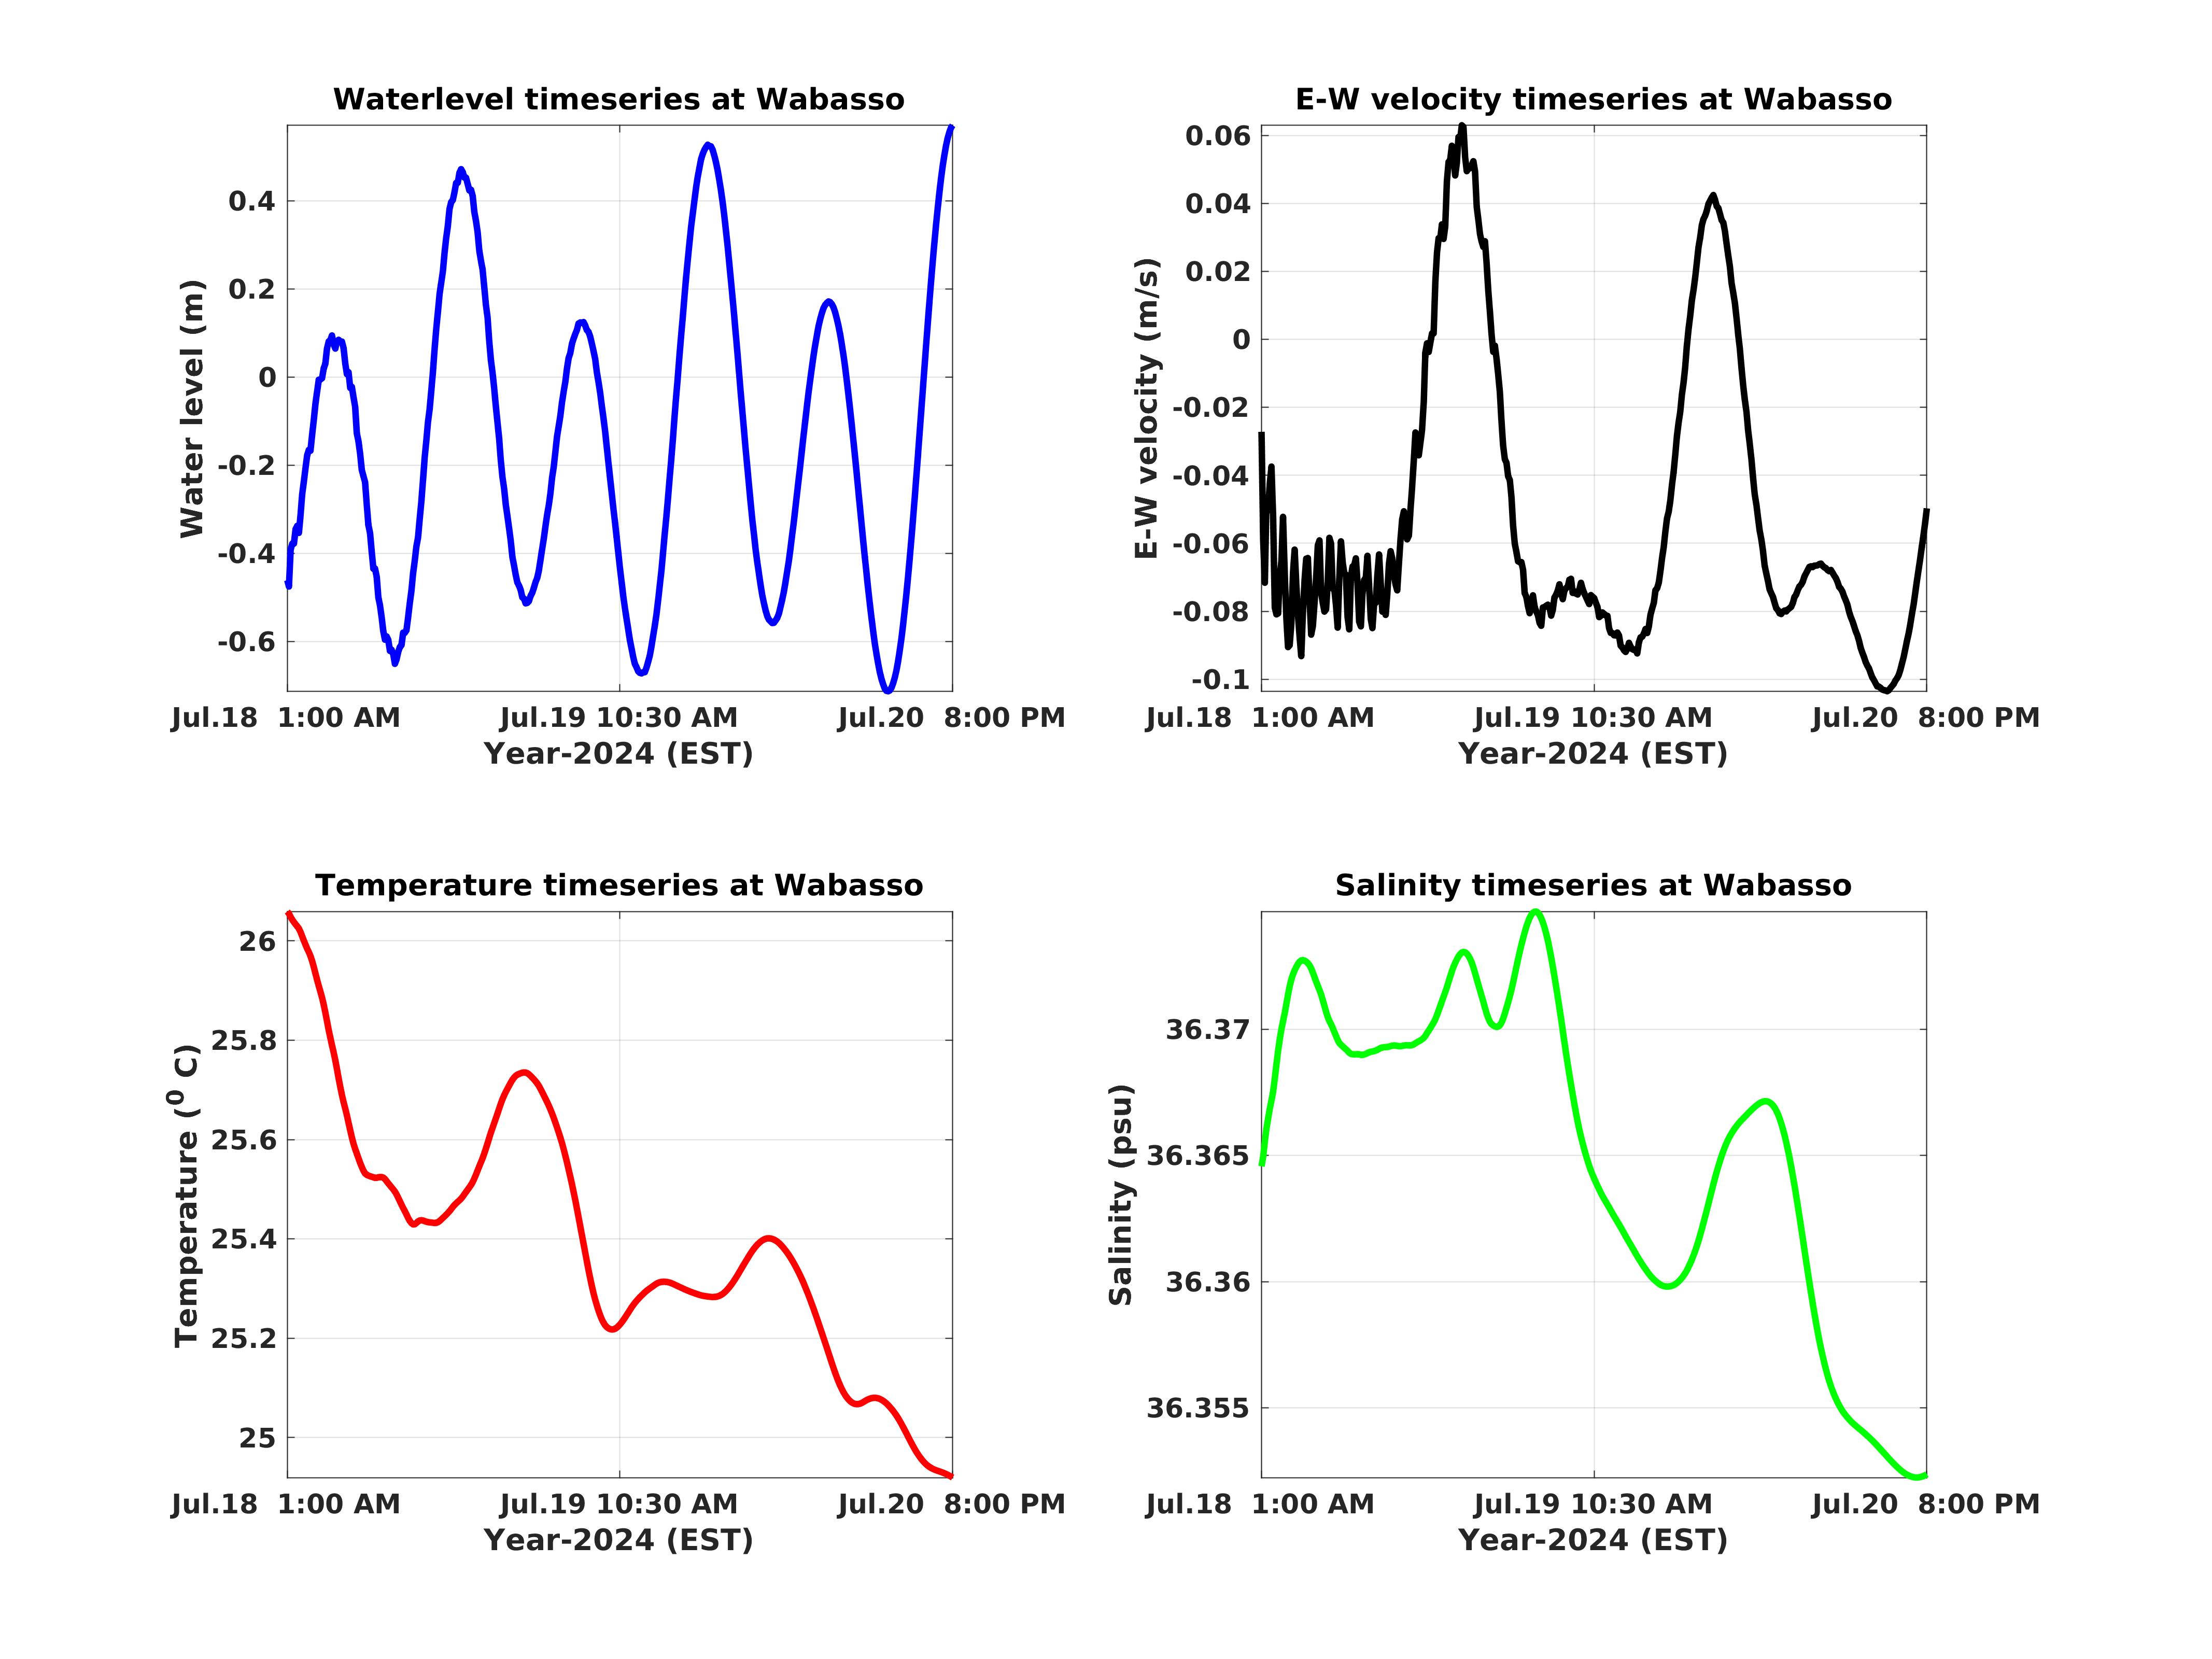 Waterlevel timeseries at Wabasso
0.4
0.2
0
-0.2
-0.4
-0.6
Water level (m)
Jul.18  1:00 AM
Jul.19 10:30 AM
Jul.20  8:00 PM
Year-2024 (EST)
E-W velocity timeseries at Wabasso
0.06
0.04
0.02
0
-0.02
-0.04
-0.06
-0.08
-0.1
E-W velocity (m/s)
Jul.18  1:00 AM
Jul.19 10:30 AM
Jul.20  8:00 PM
Year-2024 (EST)
Temperature timeseries at Wabasso
26
25.8
25.6
25.4
25.2
25
Temperature (⁰ C)
Jul.18  1:00 AM
Jul.19 10:30 AM
Jul.20  8:00 PM
Year-2024 (EST)
Salinity timeseries at Wabasso
36.37
36.365
36.36
36.355
Salinity (psu)
Jul.18  1:00 AM
Jul.19 10:30 AM
Jul.20  8:00 PM
Year-2024 (EST)